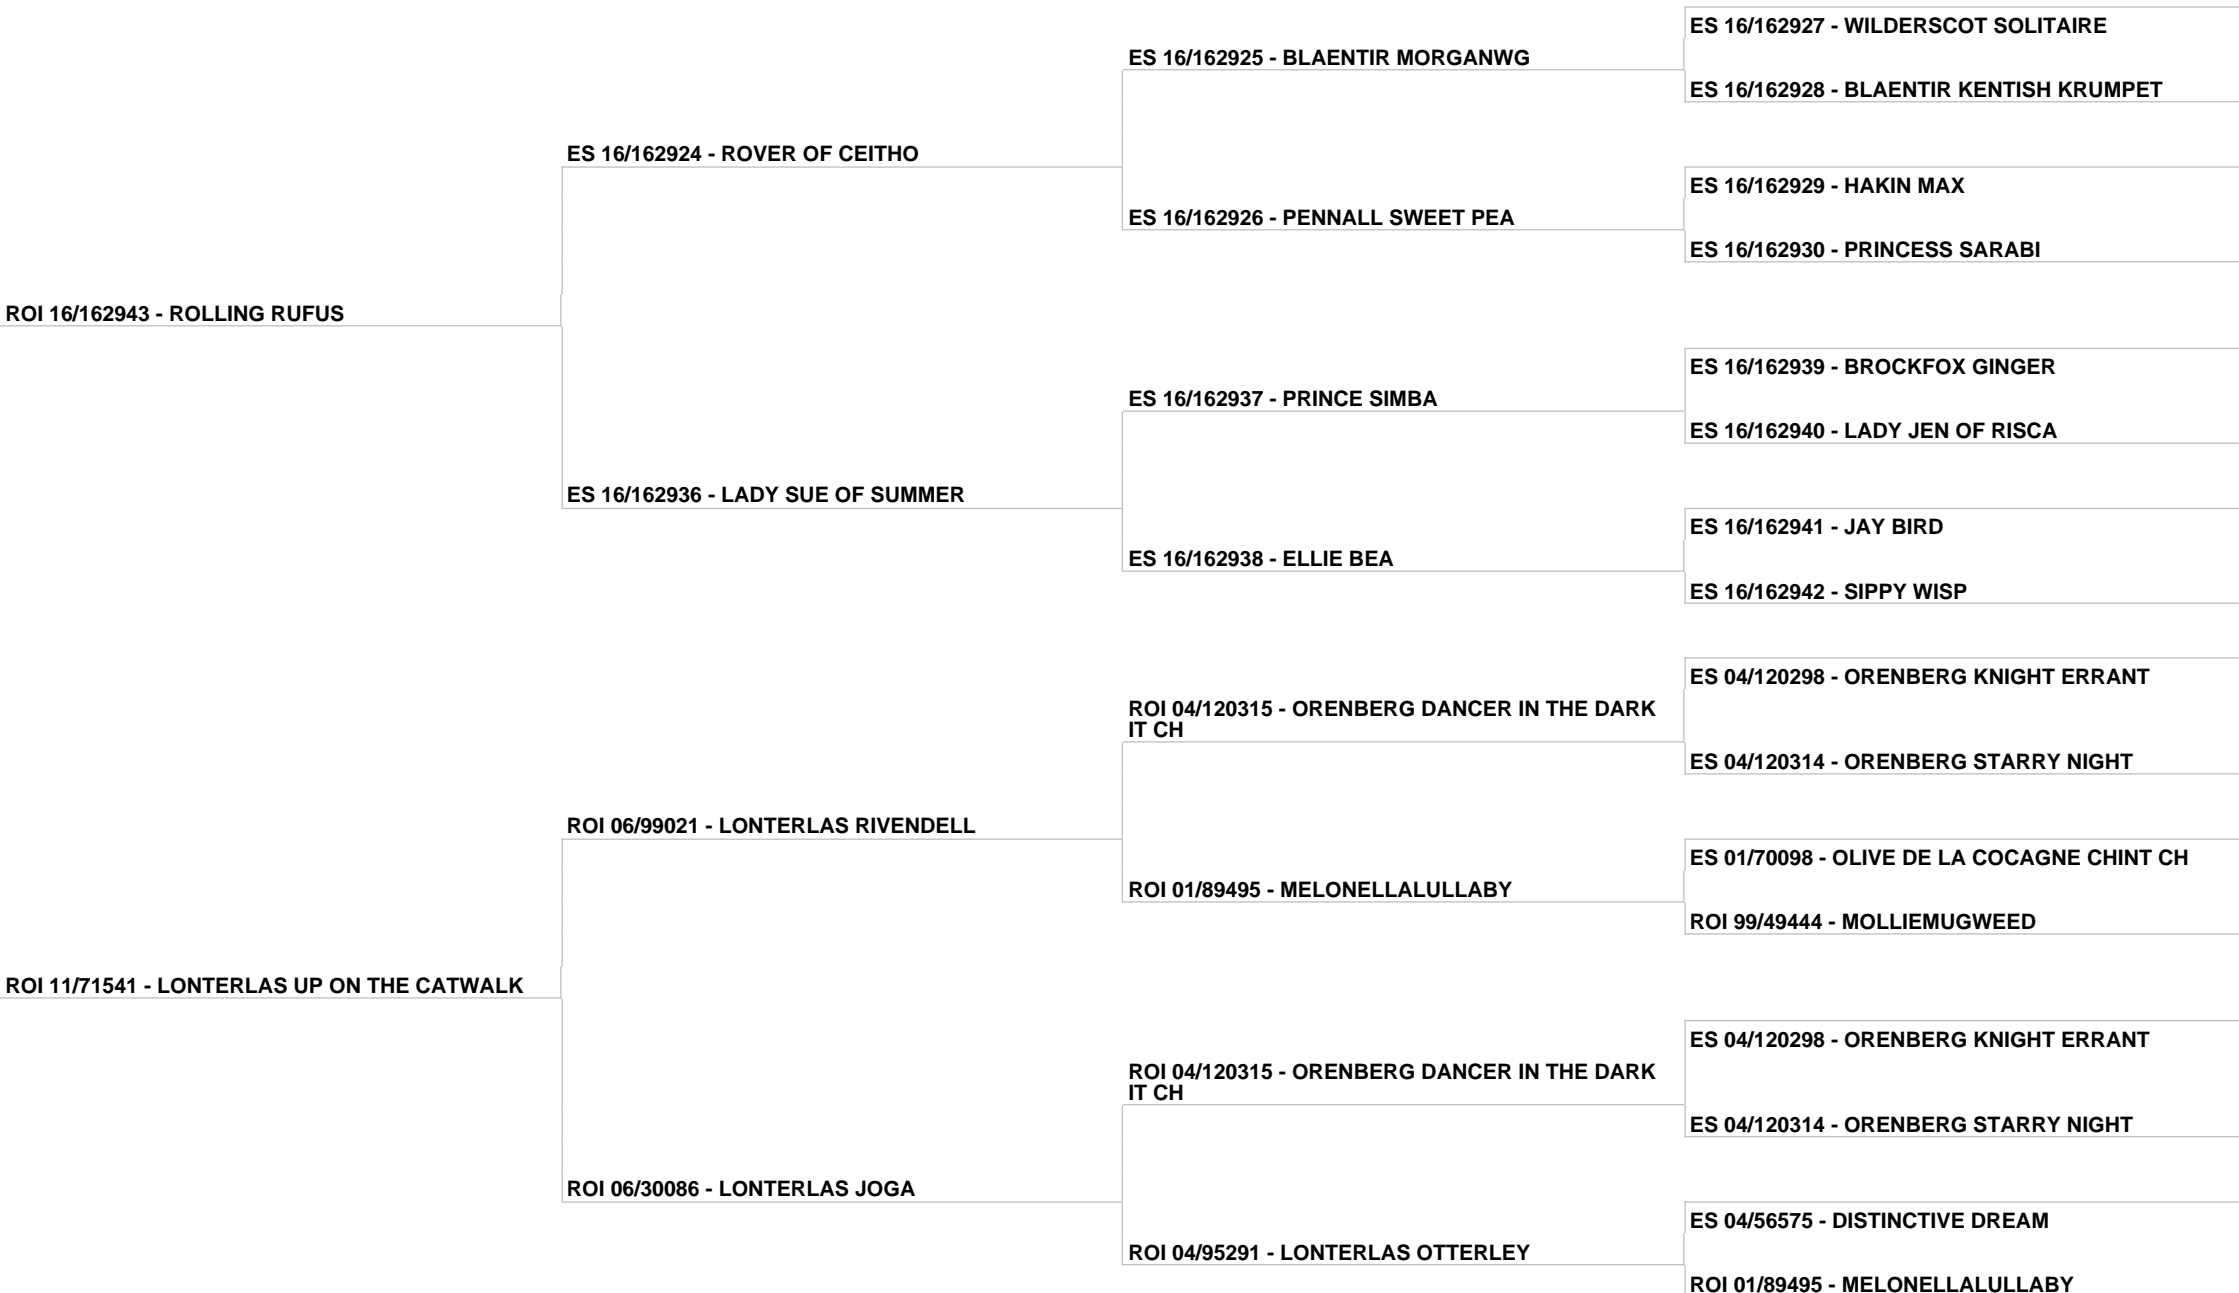 ES 16/162927 - WILDERSCOT SOLITAIRE
ES 16/162925 - BLAENTIR MORGANWG
ES 16/162928 - BLAENTIR KENTISH KRUMPET
ES 16/162924 - ROVER OF CEITHO
ES 16/162929 - HAKIN MAX
ES 16/162926 - PENNALL SWEET PEA
ES 16/162930 - PRINCESS SARABI
ROI 16/162943 - ROLLING RUFUS
ES 16/162939 - BROCKFOX GINGER
ES 16/162937 - PRINCE SIMBA
ES 16/162940 - LADY JEN OF RISCA
ES 16/162936 - LADY SUE OF SUMMER
ES 16/162941 - JAY BIRD
ES 16/162938 - ELLIE BEA
ES 16/162942 - SIPPY WISP
ES 04/120298 - ORENBERG KNIGHT ERRANT
ROI 04/120315 - ORENBERG DANCER IN THE DARK
IT CH
ES 04/120314 - ORENBERG STARRY NIGHT
ROI 06/99021 - LONTERLAS RIVENDELL
ES 01/70098 - OLIVE DE LA COCAGNE CHINT CH
ROI 01/89495 - MELONELLALULLABY
ROI 99/49444 - MOLLIEMUGWEED
ROI 11/71541 - LONTERLAS UP ON THE CATWALK
ES 04/120298 - ORENBERG KNIGHT ERRANT
ROI 04/120315 - ORENBERG DANCER IN THE DARK
IT CH
ES 04/120314 - ORENBERG STARRY NIGHT
ROI 06/30086 - LONTERLAS JOGA
ES 04/56575 - DISTINCTIVE DREAM
ROI 04/95291 - LONTERLAS OTTERLEY
ROI 01/89495 - MELONELLALULLABY